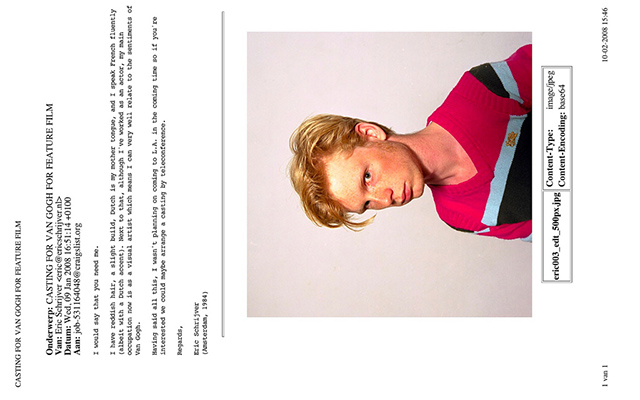 CASTING FOR VAN GOGH FOR FEATURE FILM
Onderwerp: CASTING FOR VAN GOGH FOR FEATURE FILM
Van: Eric Schrijver <eric@ericschrijver.nl>
Datum: Wed, 09 Jan 2008 16:51:14 +0100
Aan: job-531164048@craigslist.org
I would say that you need me.
I have reddish hair, a slight build, Dutch is my mother tongue, and I speak French fluently
(albeit with a Dutch accent). Next to that, although I've worked as an actor, my main
occupation now is as a visual artist which means I can very well relate to the sentiments of
Van Gogh.
Having said all this, I wasn't planning on coming to L.A. in the coming time so if you're
interested we could maybe arrange a casting by teleconference.
Regards,
Eric Schrijver
(Amsterdam, 1984)
eric003_edt_500px.jpg
Content-Type: image/jpeg
Content-Encoding: base64
1 van 1
10-02-2008 15:46